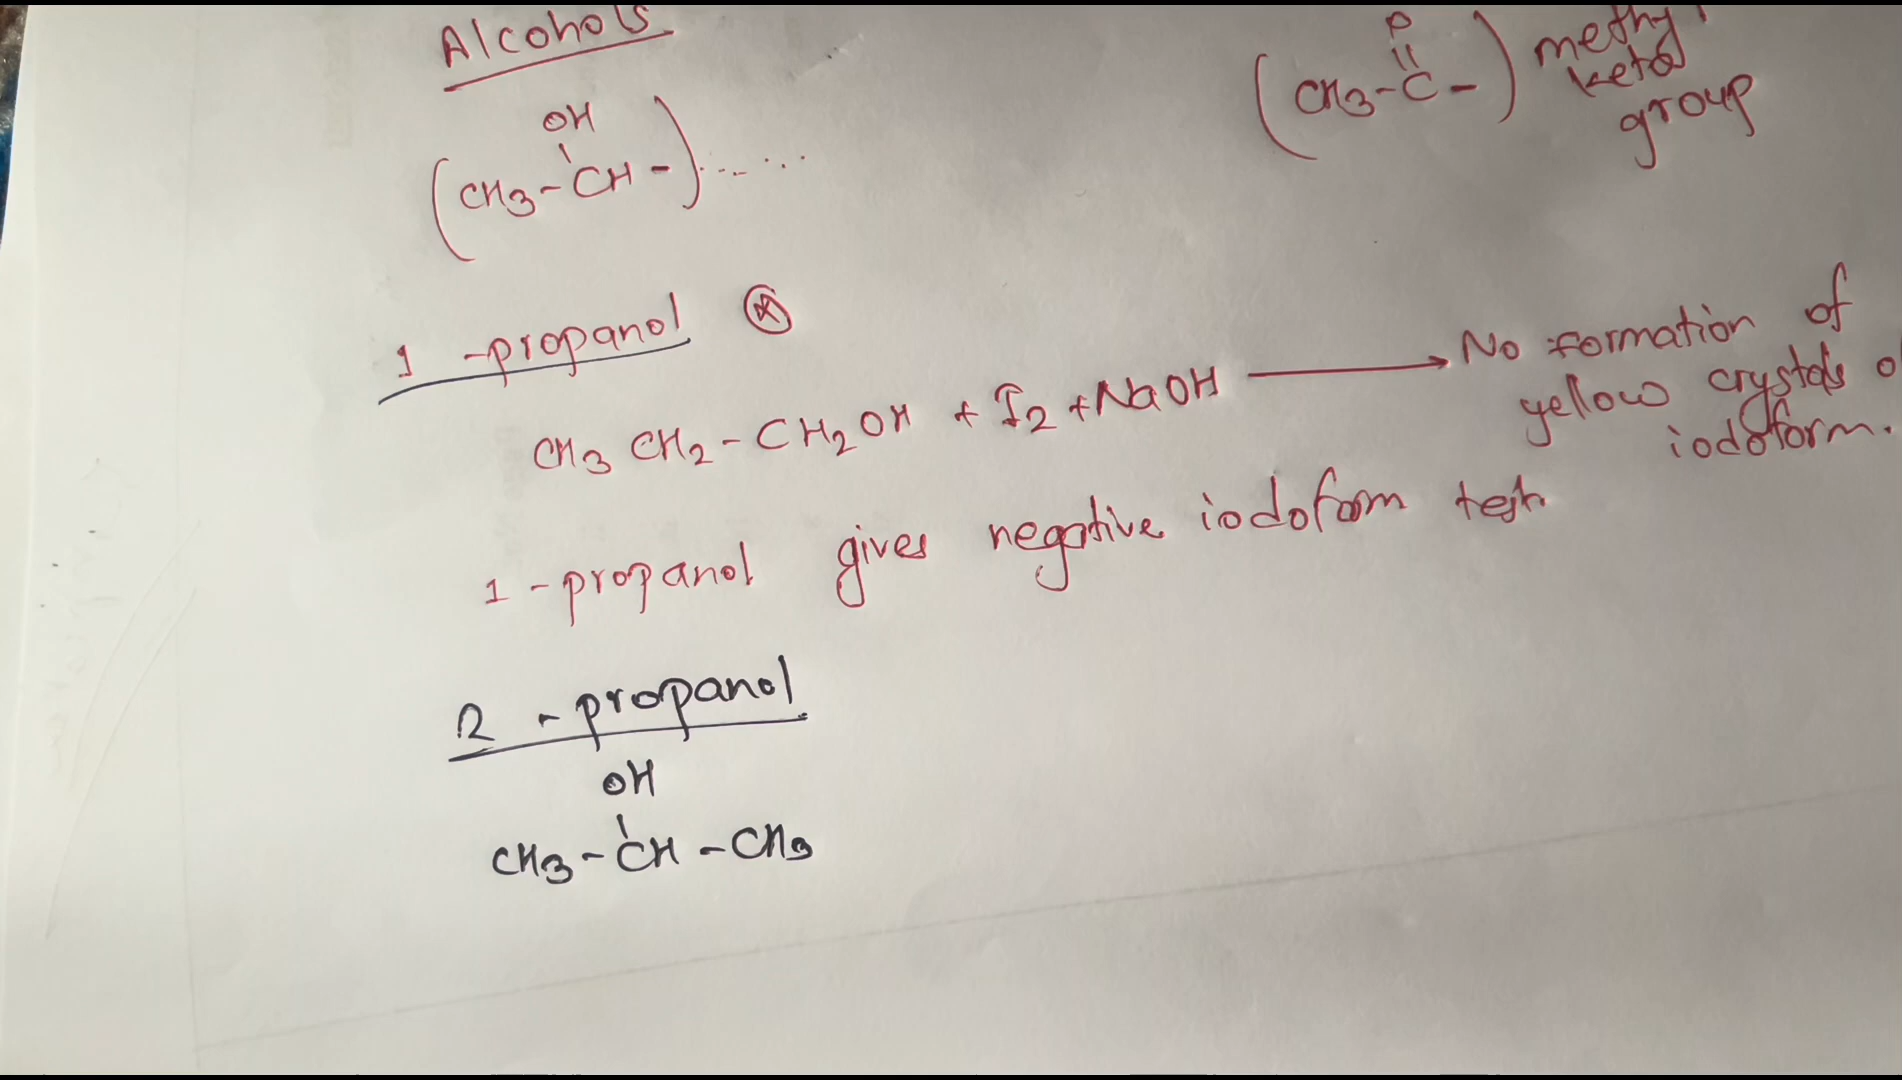 Alcohols
OH
(CH3-CH-)......
O
||
(CH3-C-) methyl
keto
group
1 -propanol
CH3 CH2-CH2OH + I2 +NaOH → No formation of
yellow crystals o
iodoform.
1-propanol gives negative iodoform test.
2 - propanol
OH
CH3-CH-CH3